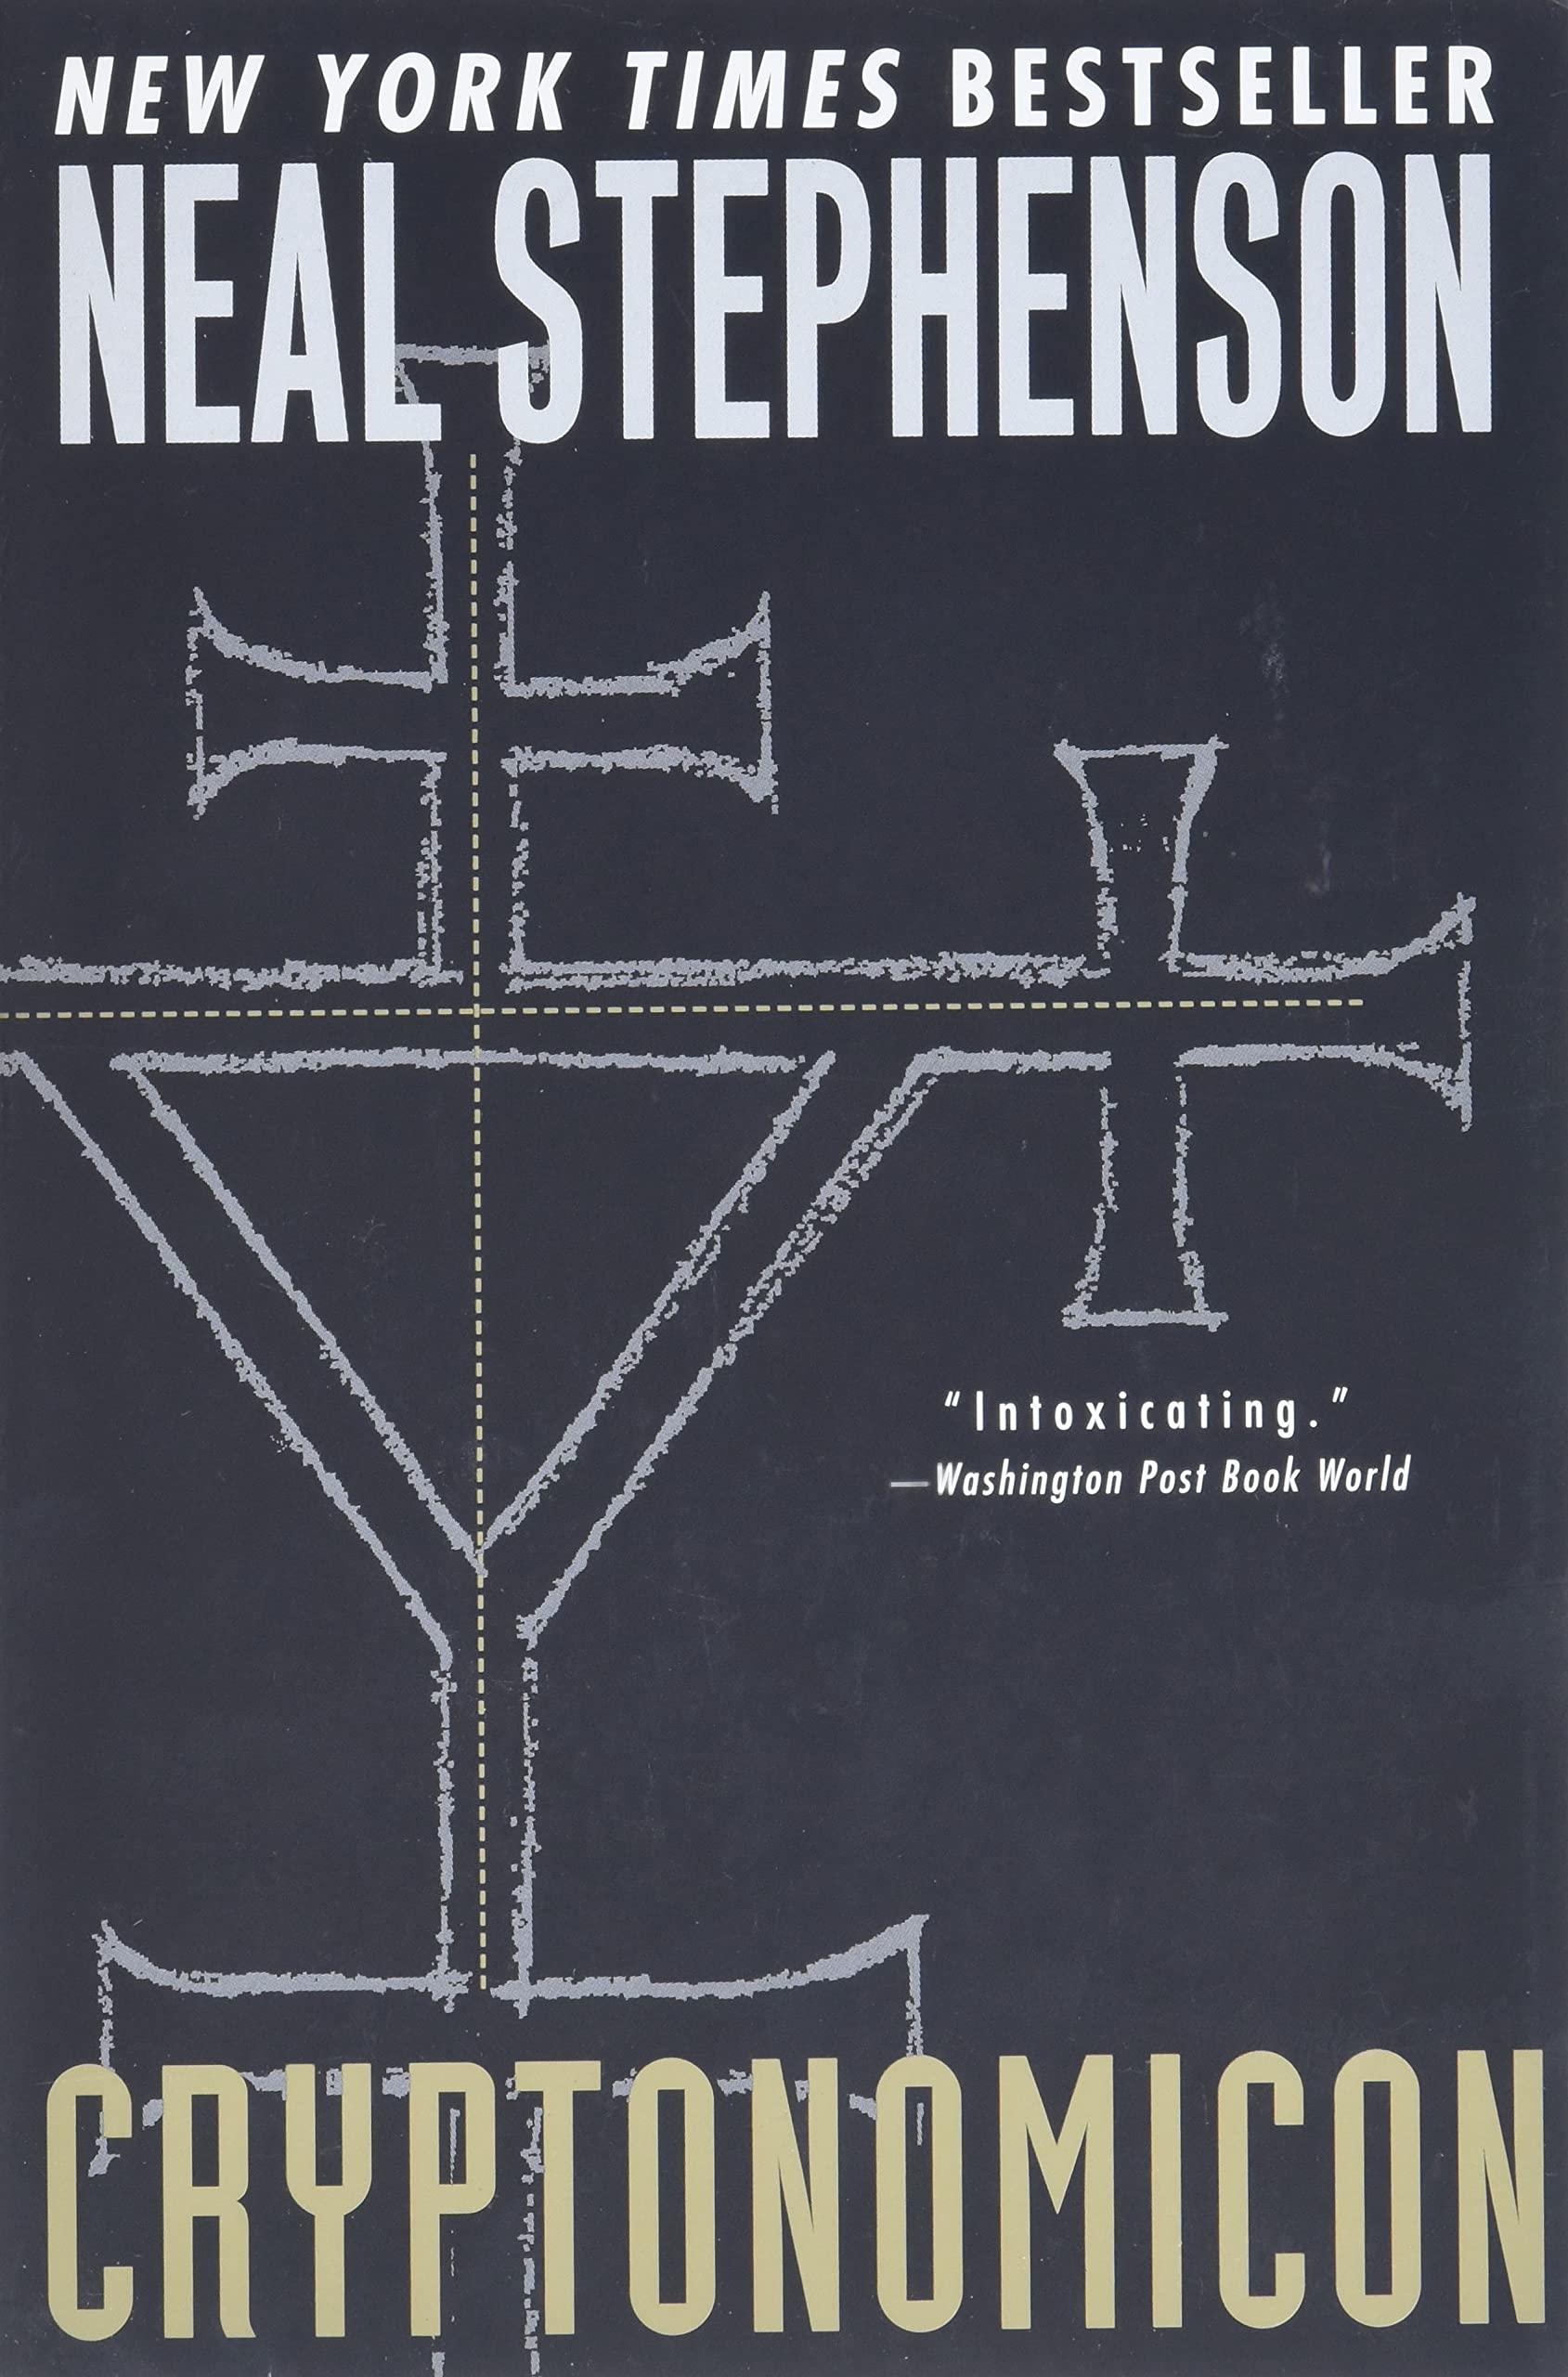 NEW YORK TIMES BESTSELLER
NEAL STEPHENSON
“Intoxicating.”
—Washington Post Book World
CRYPTONOMICON